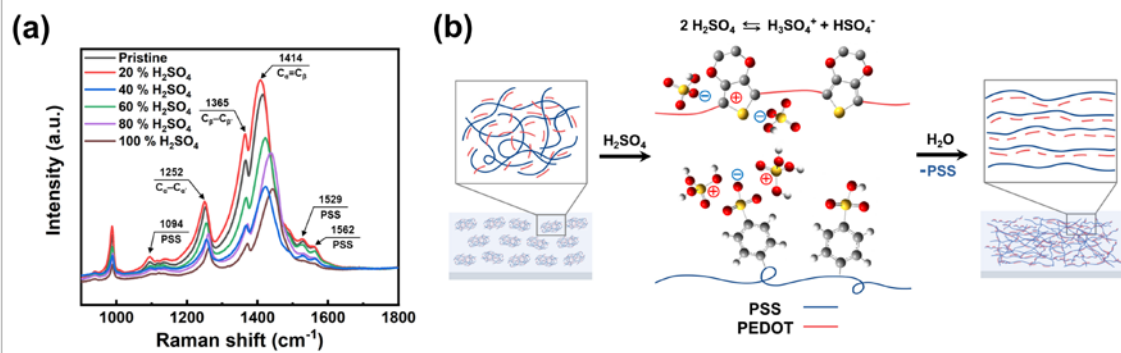 (a)
Pristine
20 % H₂SO₄
40 % H₂SO₄
60 % H₂SO₄
80 % H₂SO₄
100 % H₂SO₄
1414
Cα=Cβ
1365
Cβ–Cβ
1252
Cα–Cα'
1094
PSS
1529
PSS
1562
PSS
Intensity (a.u.)
1000 1200 1400 1600 1800
Raman shift (cm⁻¹)
(b)
2 H₂SO₄ ⇆ H₃SO₄⁺ + HSO₄⁻
H₂SO₄
H₂O
-PSS
PSS
PEDOT